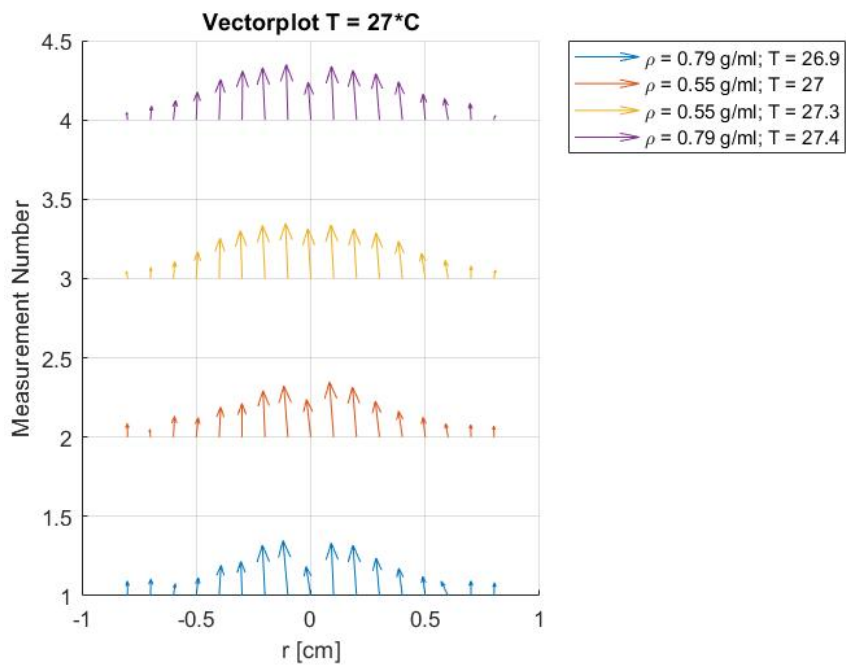 Vectorplot T = 27*C
4.5
4
3.5
3
2.5
2
1.5
1
Measurement Number
-1
-0.5
0
0.5
1
r [cm]
ρ = 0.79 g/ml; T = 26.9
ρ = 0.55 g/ml; T = 27
ρ = 0.55 g/ml; T = 27.3
ρ = 0.79 g/ml; T = 27.4